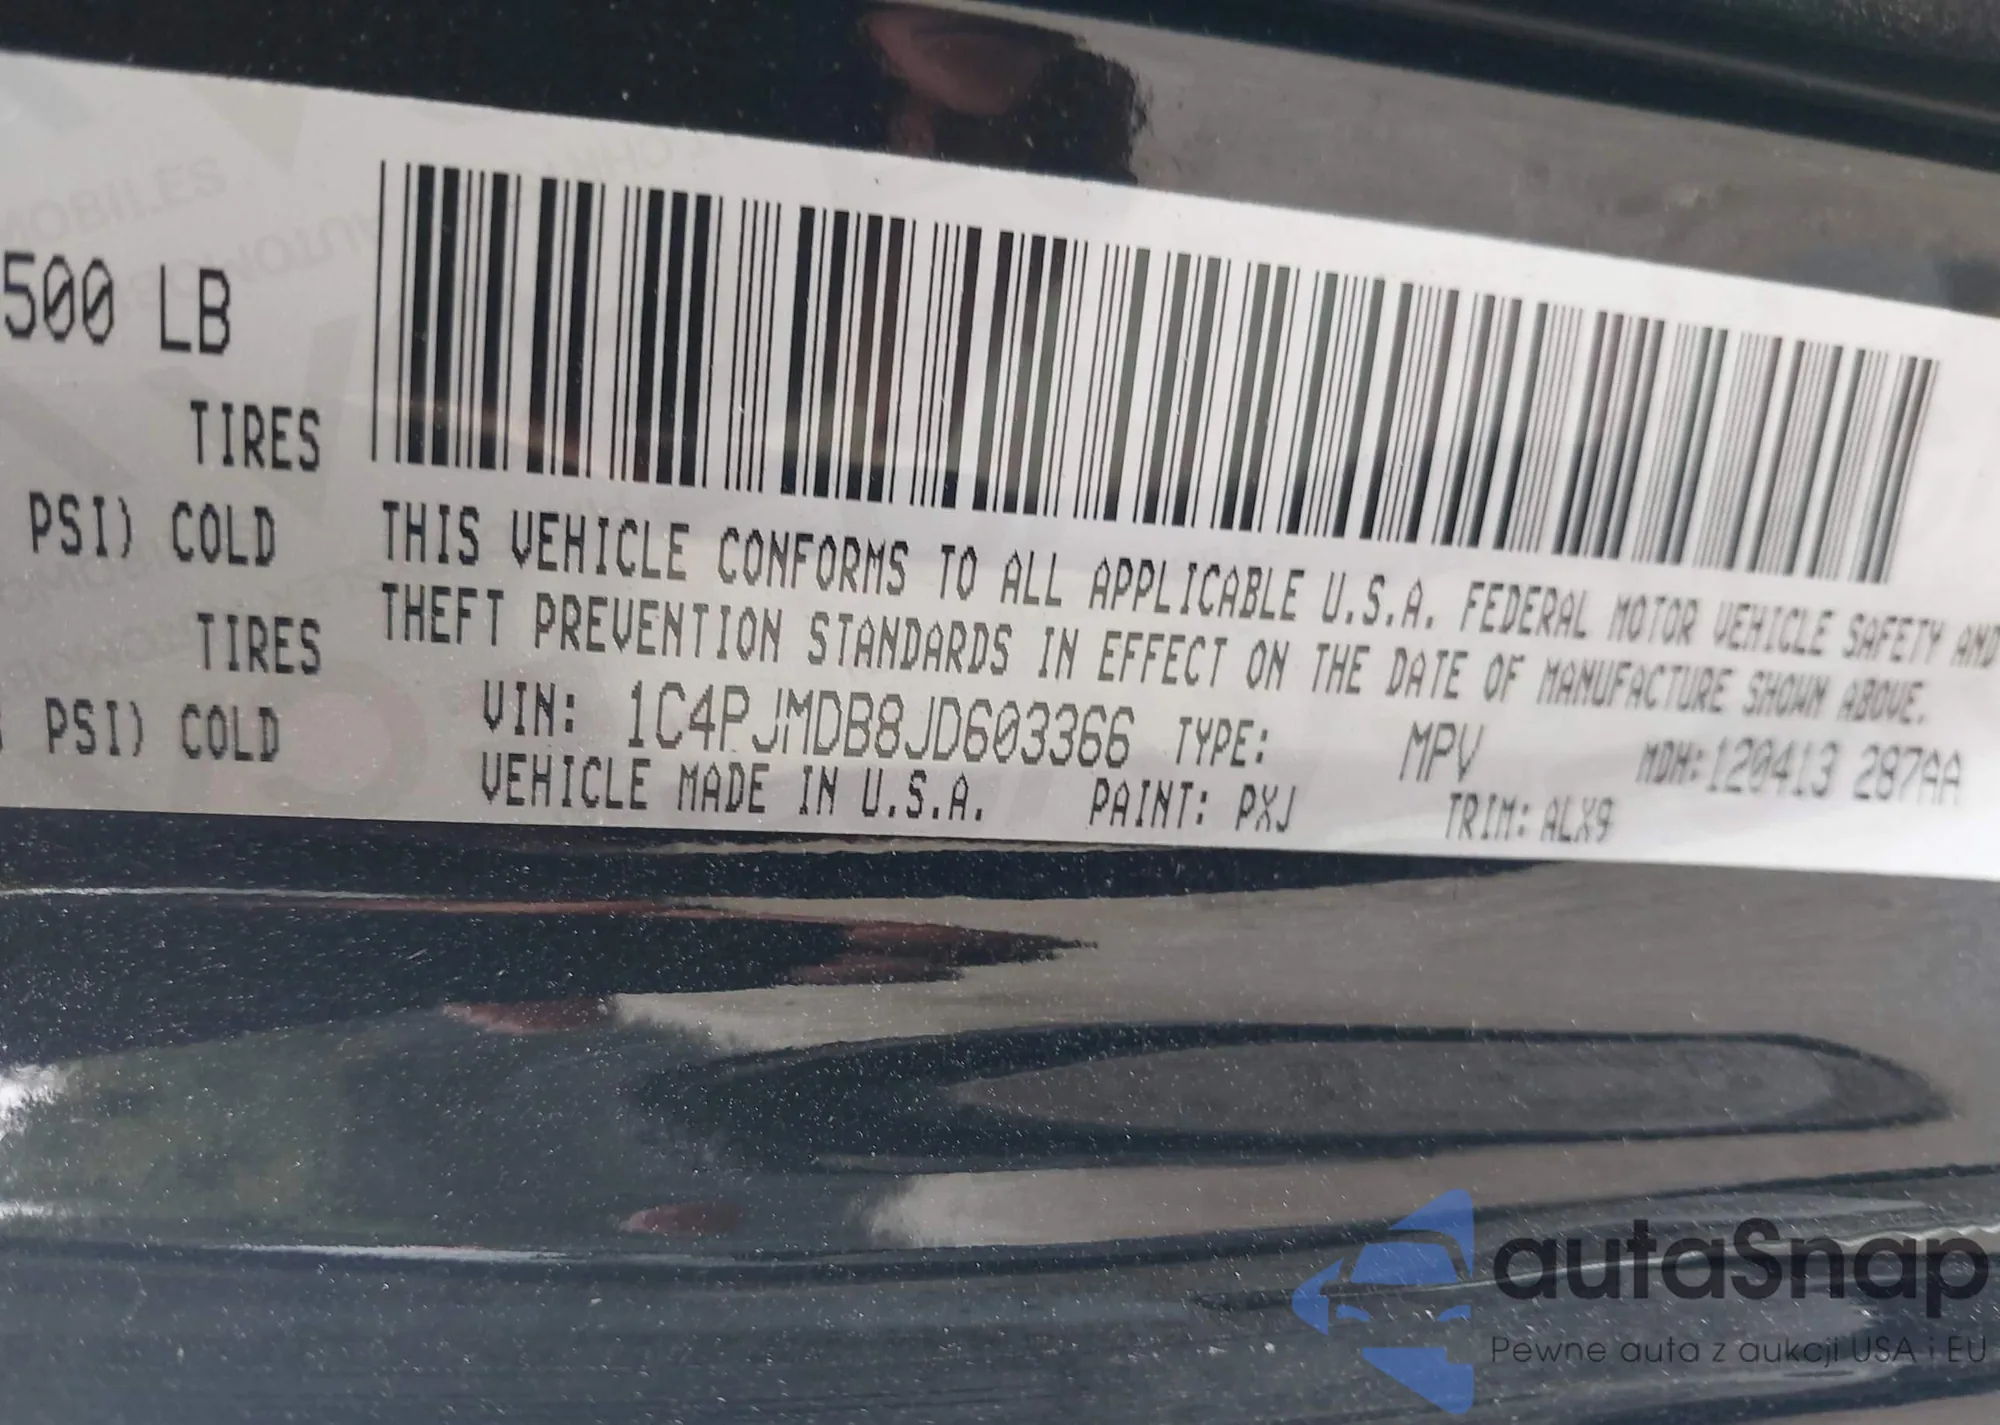 500 LB
TIRES
PSI) COLD
TIRES
PSI) COLD
THIS VEHICLE CONFORMS TO ALL APPLICABLE U.S.A. FEDERAL MOTOR VEHICLE SAFETY AND
THEFT PREVENTION STANDARDS IN EFFECT ON THE DATE OF MANUFACTURE SHOWN ABOVE.
VIN: 1C4PJMDB8JD603366 TYPE: MPV MDH:120413 287AA
VEHICLE MADE IN U.S.A. PAINT: PXJ TRIM: ALX9
autaSnap
Pewne auta z aukcji USA i EU